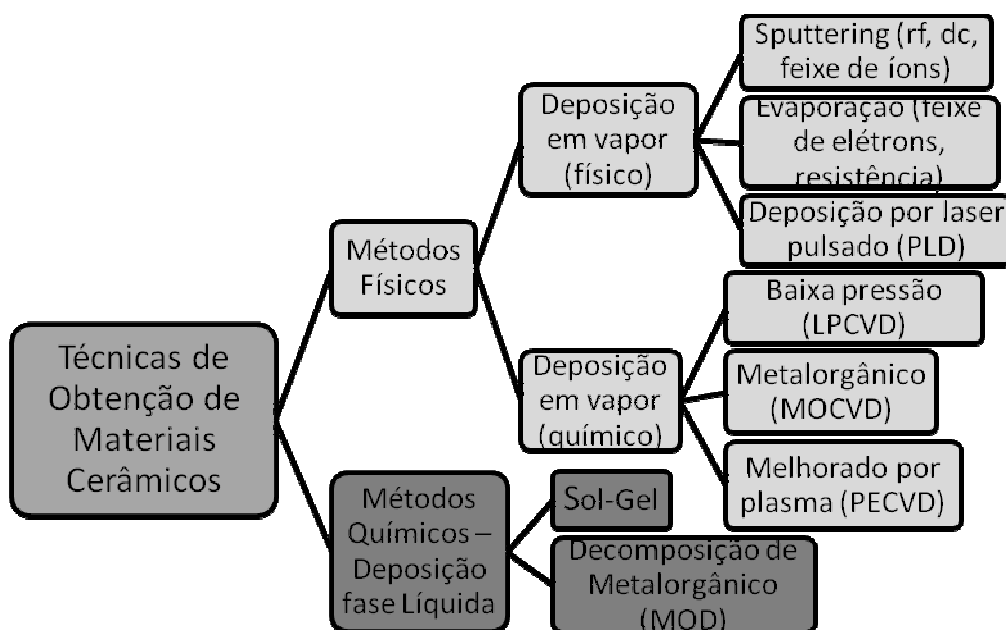 Técnicas de
Obtenção de
Materiais
Cerâmicos
Métodos
Físicos
Deposição
em vapor
(físico)
Sputtering (rf, dc,
feixe de íons)
Evaporação (feixe
de elétrons,
resistência)
Deposição por laser
pulsado (PLD)
Deposição
em vapor
(químico)
Baixa pressão
(LPCVD)
Metalorgânico
(MOCVD)
Melhorado por
plasma (PECVD)
Métodos
Químicos –
Deposição
fase Líquida
Sol-Gel
Decomposição de
Metalorgânico
(MOD)